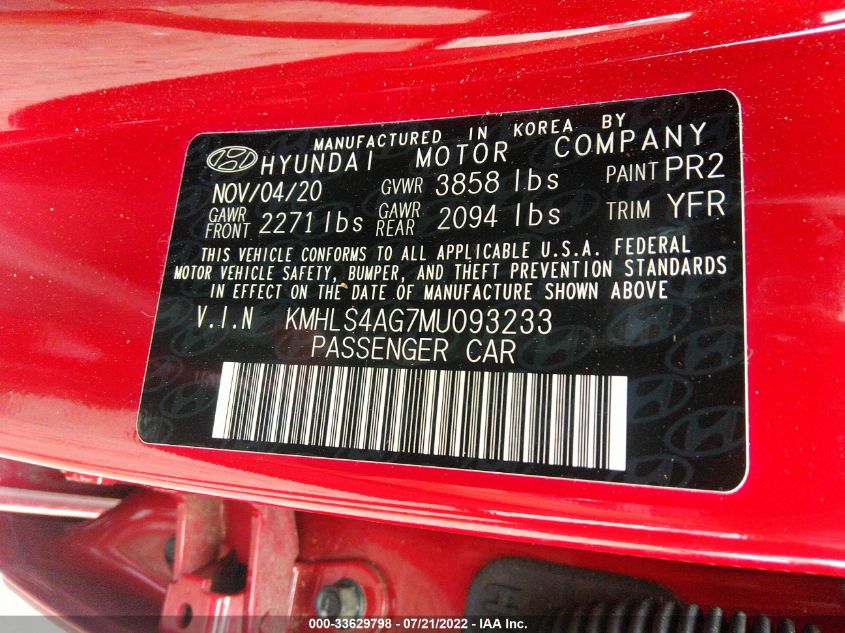 MANUFACTURED IN KOREA BY
HYUNDAI MOTOR COMPANY
NOV/04/20 GVWR 3858 lbs PAINT PR2
GAWR FRONT 2271 lbs GAWR REAR 2094 lbs TRIM YFR
THIS VEHICLE CONFORMS TO ALL APPLICABLE U.S.A. FEDERAL
MOTOR VEHICLE SAFETY, BUMPER, AND THEFT PREVENTION STANDARDS
IN EFFECT ON THE DATE OF MANUFACTURE SHOWN ABOVE
V.I.N KMHLS4AG7MU093233
PASSENGER CAR
000-33629798 - 07/21/2022 - IAA Inc.